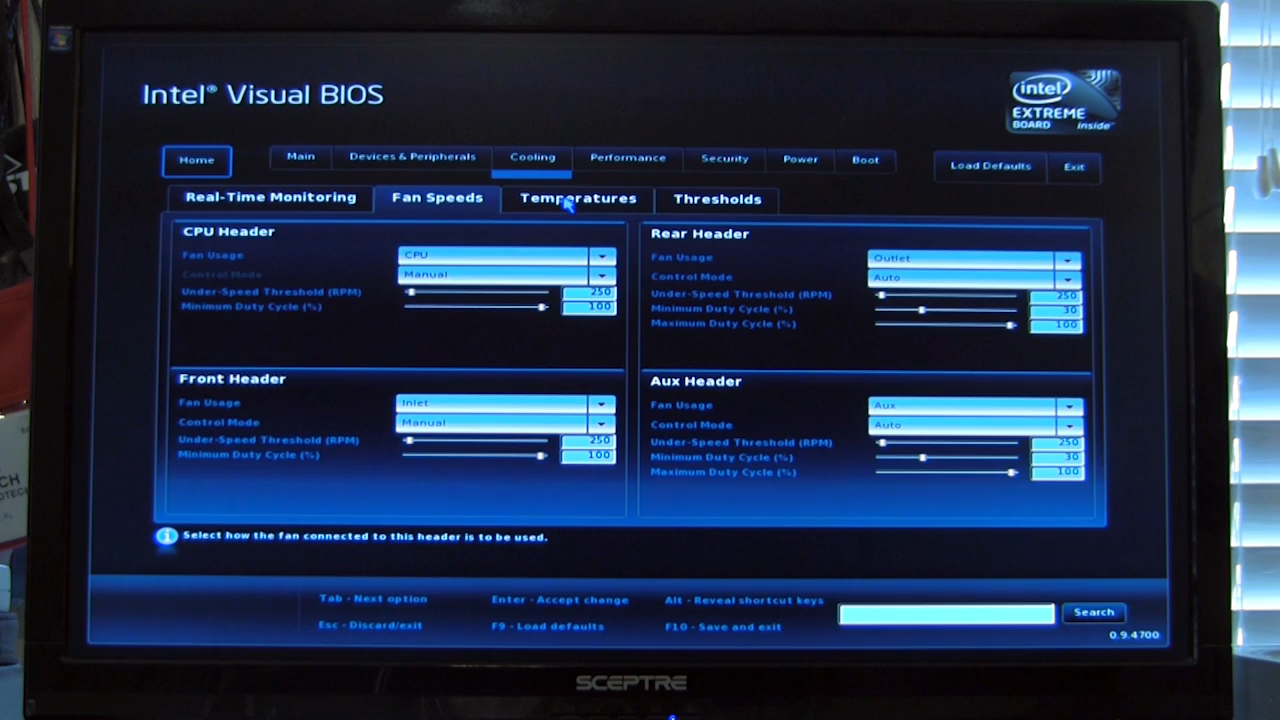 Intel® Visual BIOS
intel
EXTREME
BOARD inside™
Home Main Devices & Peripherals Cooling Performance Security Power Boot Load Defaults Exit
Real-Time Monitoring Fan Speeds Temperatures Thresholds
CPU Header
Fan Usage CPU
Control Mode Manual
Under-Speed Threshold (RPM) 250
Minimum Duty Cycle (%) 100
Rear Header
Fan Usage Outlet
Control Mode Auto
Under-Speed Threshold (RPM) 250
Minimum Duty Cycle (%) 30
Maximum Duty Cycle (%) 100
Front Header
Fan Usage Inlet
Control Mode Manual
Under-Speed Threshold (RPM) 250
Minimum Duty Cycle (%) 100
Aux Header
Fan Usage Aux
Control Mode Auto
Under-Speed Threshold (RPM) 250
Minimum Duty Cycle (%) 30
Maximum Duty Cycle (%) 100
Select how the fan connected to this header is to be used.
Tab - Next option Enter - Accept change Alt - Reveal shortcut keys
Esc - Discard/exit F9 - Load defaults F10 - Save and exit
Search
0.9.4700
SCEPTRE